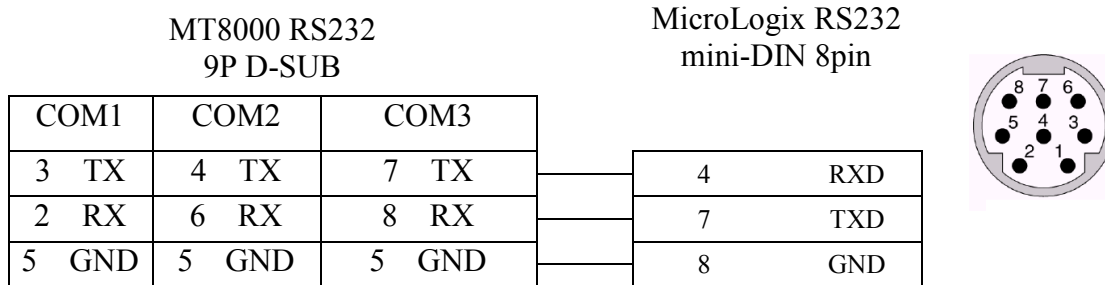 MT8000 RS232
9P D-SUB
MicroLogix RS232
mini-DIN 8pin
COM1 COM2 COM3
3 TX 4 TX 7 TX 4 RXD
2 RX 6 RX 8 RX 7 TXD
5 GND 5 GND 5 GND 8 GND
8 7 6
5 4 3
2 1